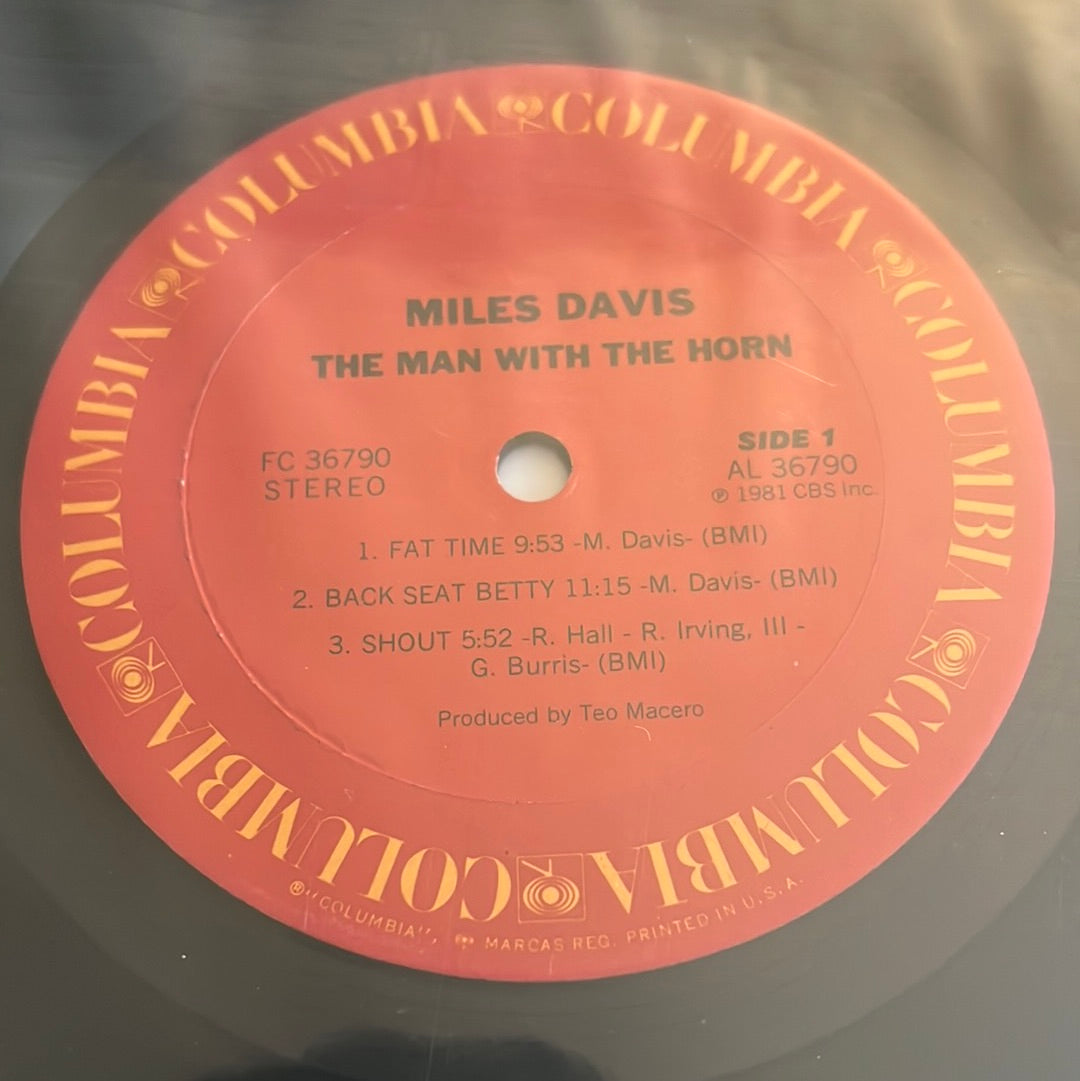 COLUMBIA COLUMBIA COLUMBIA COLUMBIA COLUMBIA COLUMBIA
MILES DAVIS
THE MAN WITH THE HORN
FC 36790
STEREO
SIDE 1
AL 36790
℗ 1981 CBS Inc.
1. FAT TIME 9:53 -M. Davis- (BMI)
2. BACK SEAT BETTY 11:15 -M. Davis- (BMI)
3. SHOUT 5:52 -R. Hall - R. Irving, III -
G. Burris- (BMI)
Produced by Teo Macero
® "COLUMBIA", MARCAS REG. PRINTED IN U.S.A.